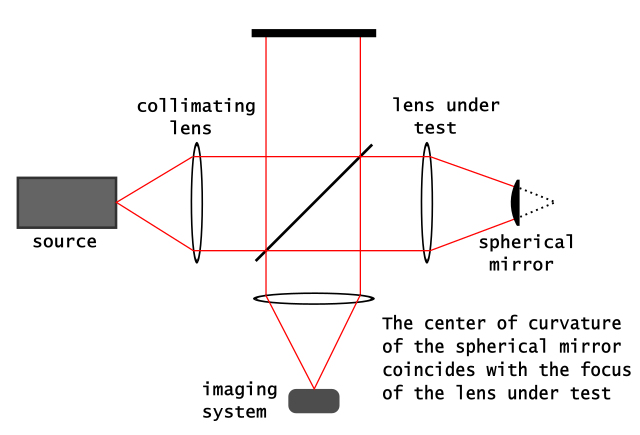 collimating
lens
lens under
test
source
spherical
mirror
The center of curvature
of the spherical mirror
coincides with the focus
of the lens under test
imaging
system